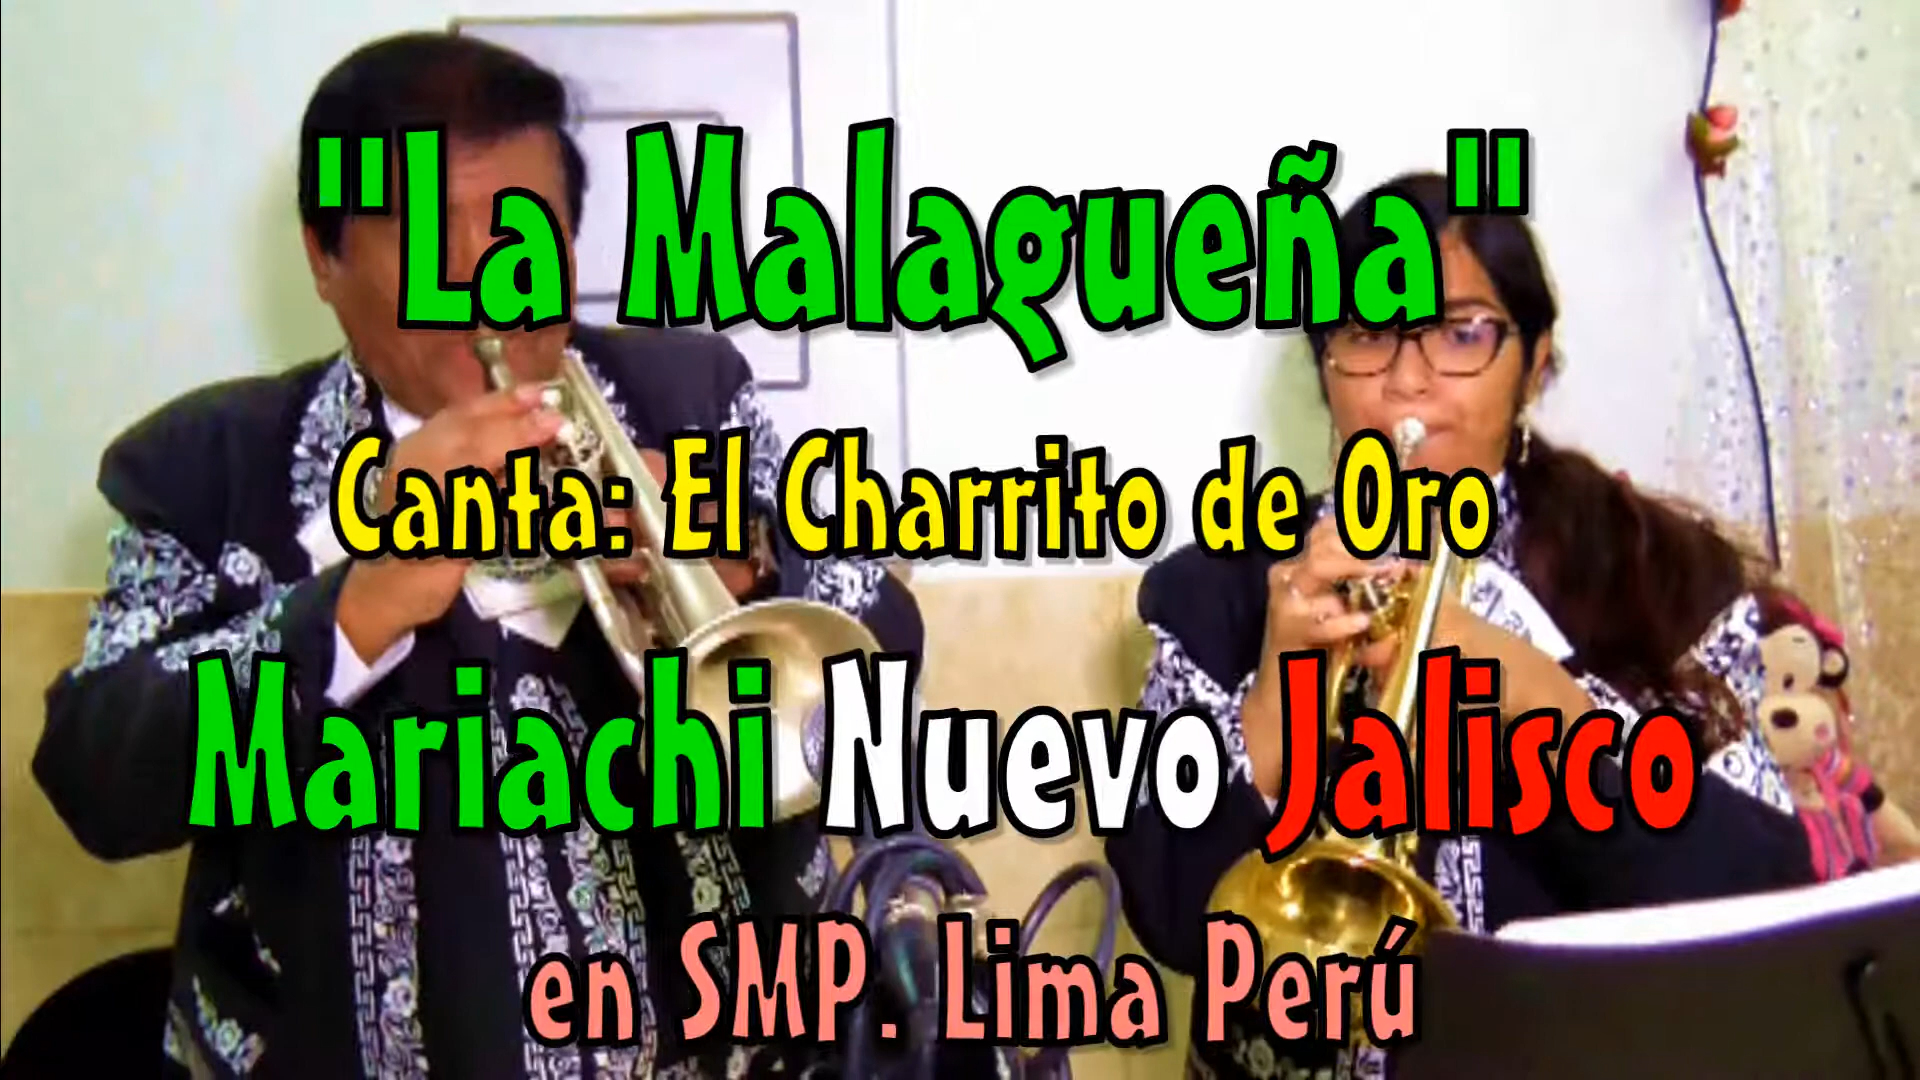 "La Malagueña"
Canta: El Charrito de Oro
Mariachi Nuevo Jalisco
en SMP. Lima Perú